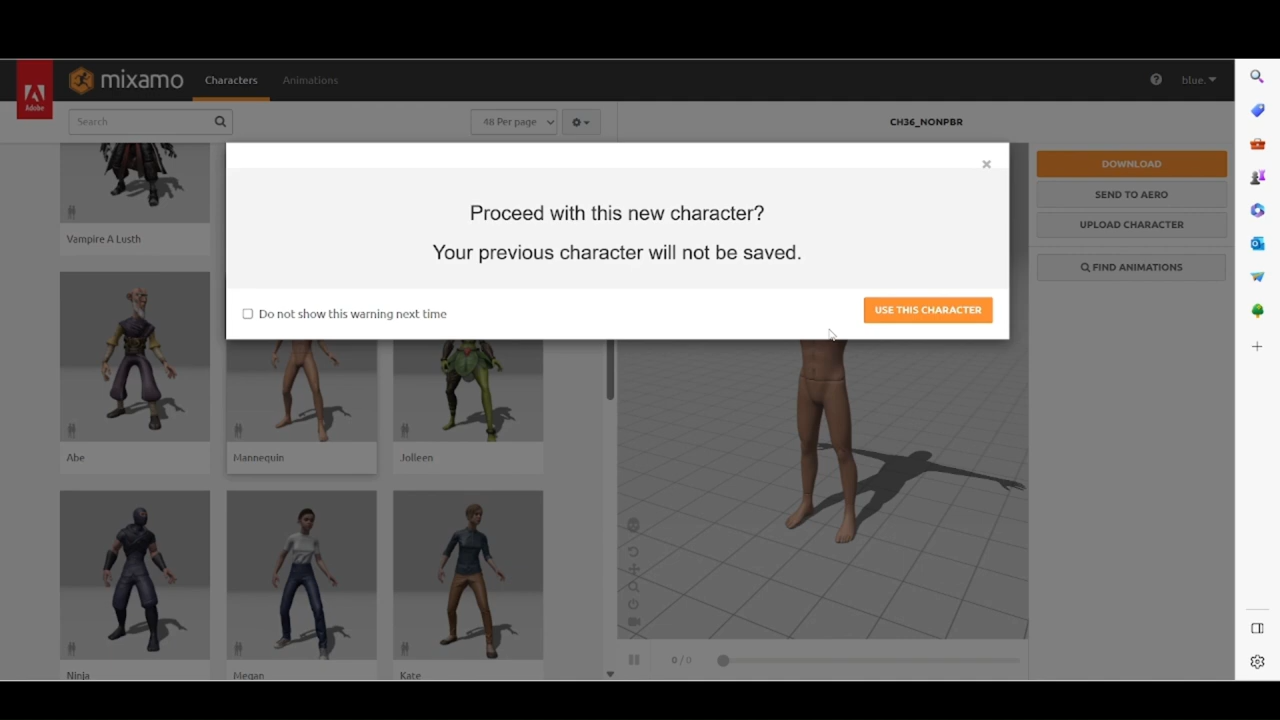 Adobe
mixamo
Characters
Animations
blue.
Search
48 Per page
CH36_NONPBR
Proceed with this new character?
Your previous character will not be saved.
Do not show this warning next time
USE THIS CHARACTER
DOWNLOAD
SEND TO AERO
UPLOAD CHARACTER
FIND ANIMATIONS
Vampire A Lusth
Abe
Mannequin
Jolleen
Ninja
Megan
Kate
0 / 0